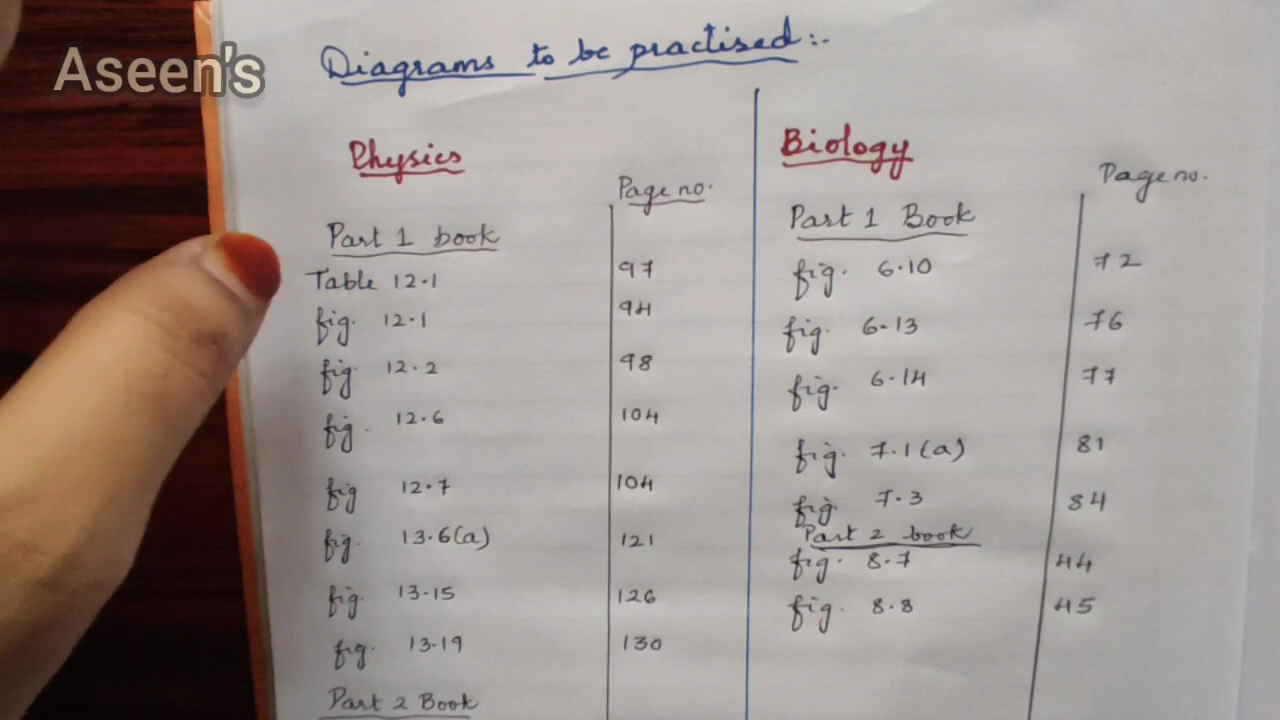 Aseen's
Diagrams to be practised:-
Physics
Page no.
Part 1 book
Table 12.1 97
fig. 12.1 94
fig 12.2 98
fig. 12.6 104
fig 12.7 104
fig. 13.6(a) 121
fig. 13.15 126
fig. 13.19 130
Part 2 Book
Biology
Page no.
Part 1 Book
fig. 6.10 72
fig. 6.13 76
fig. 6.14 77
fig. 7.1(a) 81
fig. 7.3 84
Part 2 book
fig. 8.7 44
fig. 8.8 45